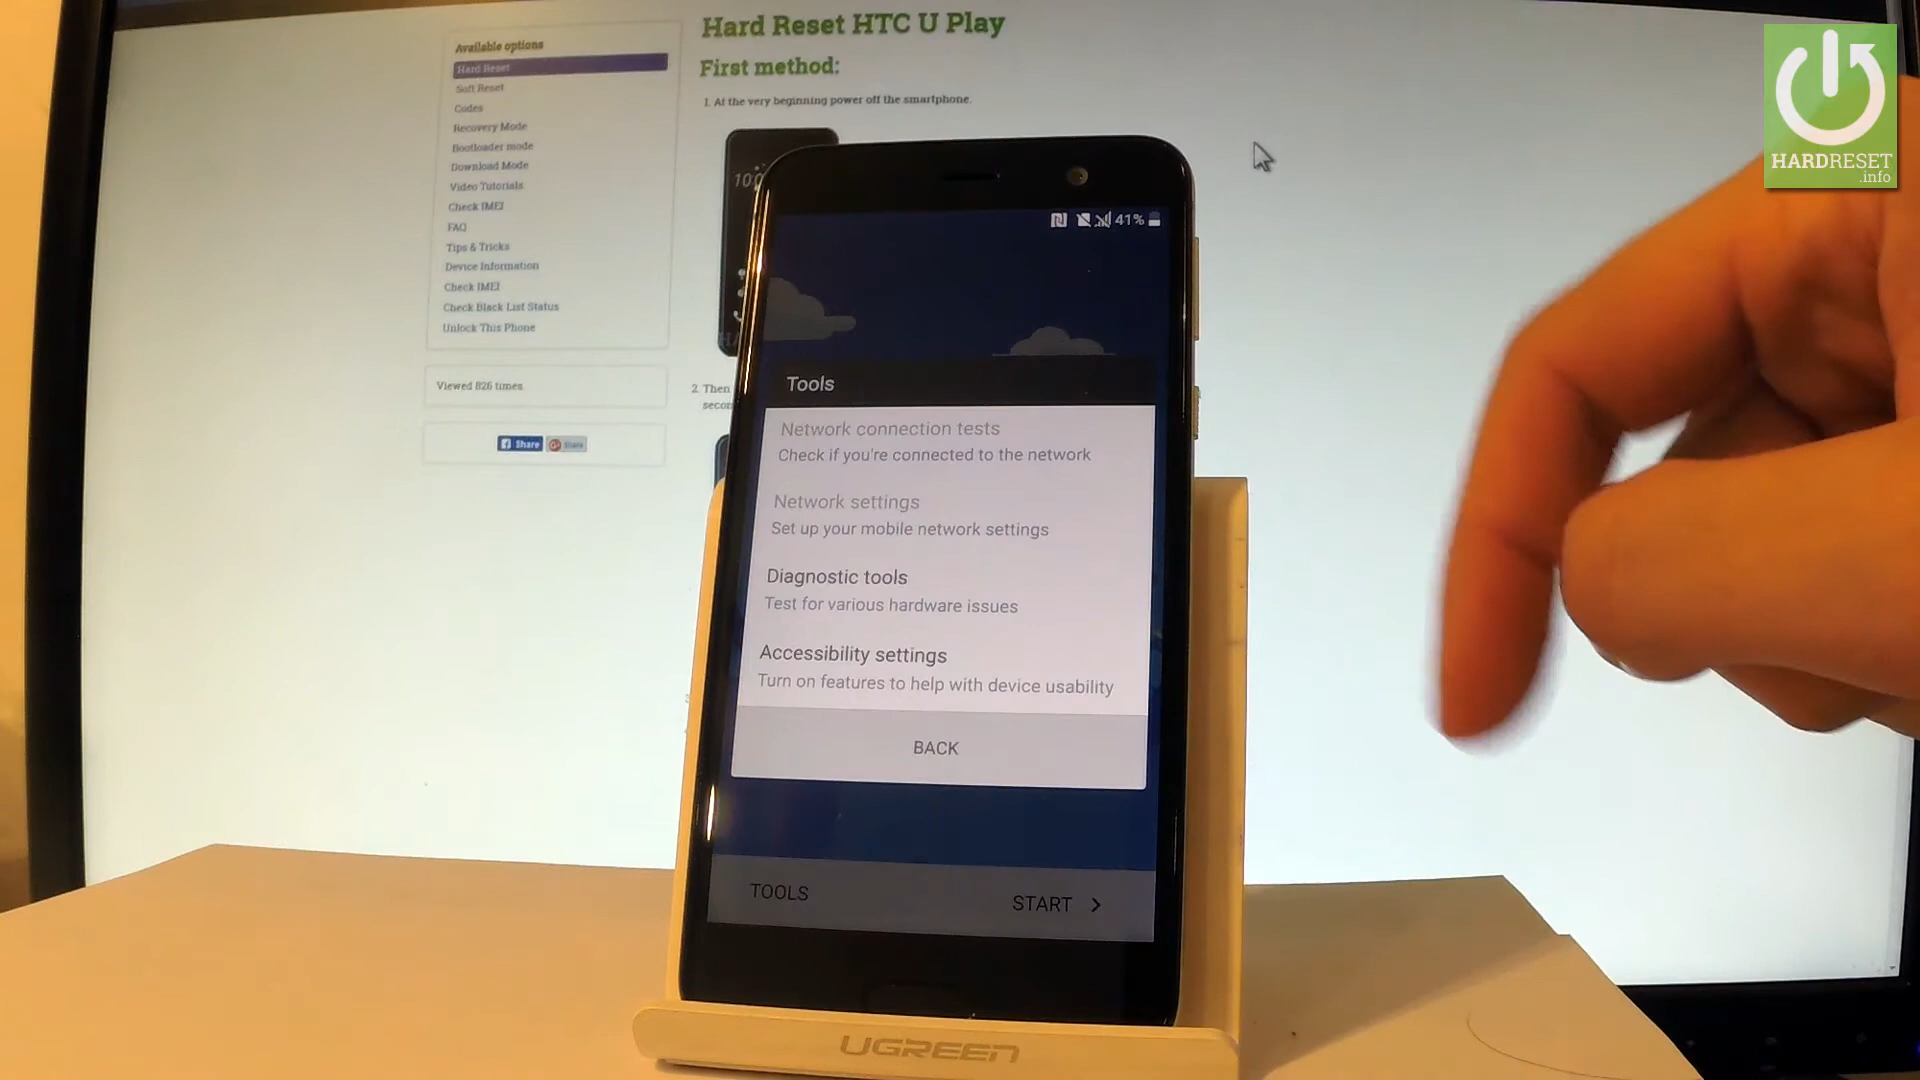 Hard Reset HTC U Play
First method:
1. At the very beginning power off the smartphone.
Available options
Hard Reset
Soft Reset
Codes
Recovery Mode
Bootloader mode
Download Mode
Video Tutorials
Check IMEI
FAQ
Tips & Tricks
Device Information
Check IMEI
Check Black List Status
Unlock This Phone
Viewed 826 times
Share
Share
2. Then
HARDRESET
.info
41%
Tools
Network connection tests
Check if you're connected to the network
Network settings
Set up your mobile network settings
Diagnostic tools
Test for various hardware issues
Accessibility settings
Turn on features to help with device usability
BACK
TOOLS
START >
UGREEN